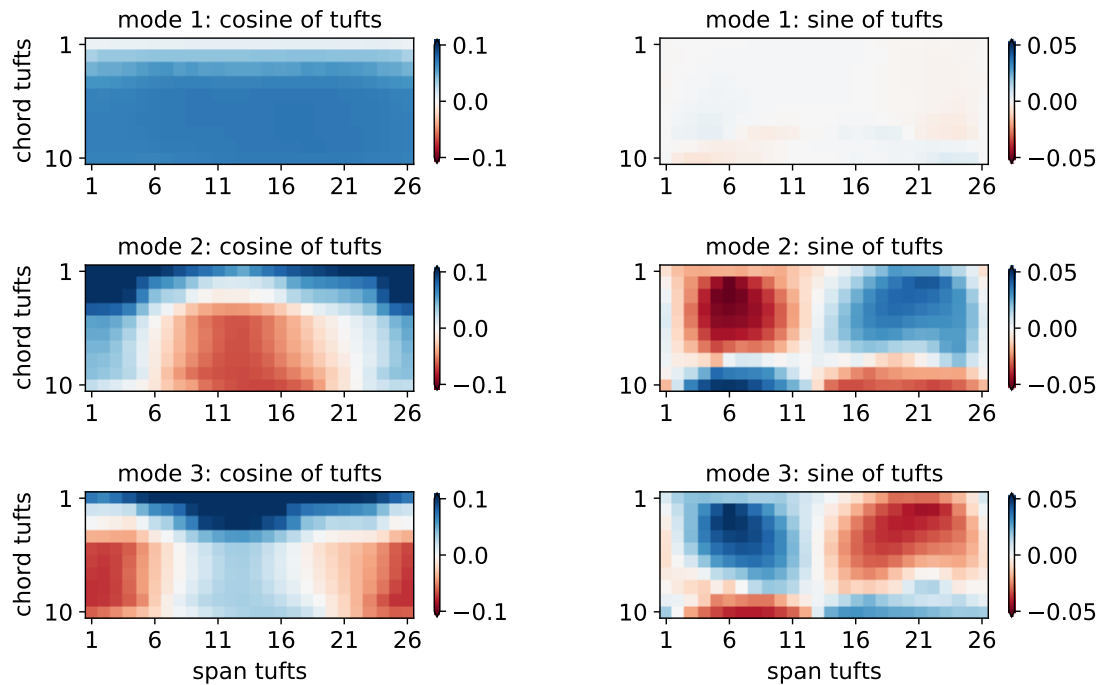 mode 1: cosine of tufts
chord tufts
1
10
1 6 11 16 21 26
0.1
0.0
−0.1
mode 1: sine of tufts
1
10
1 6 11 16 21 26
0.05
0.00
−0.05
mode 2: cosine of tufts
chord tufts
1
10
1 6 11 16 21 26
0.1
0.0
−0.1
mode 2: sine of tufts
1
10
1 6 11 16 21 26
0.05
0.00
−0.05
mode 3: cosine of tufts
chord tufts
1
10
1 6 11 16 21 26
span tufts
0.1
0.0
−0.1
mode 3: sine of tufts
1
10
1 6 11 16 21 26
span tufts
0.05
0.00
−0.05